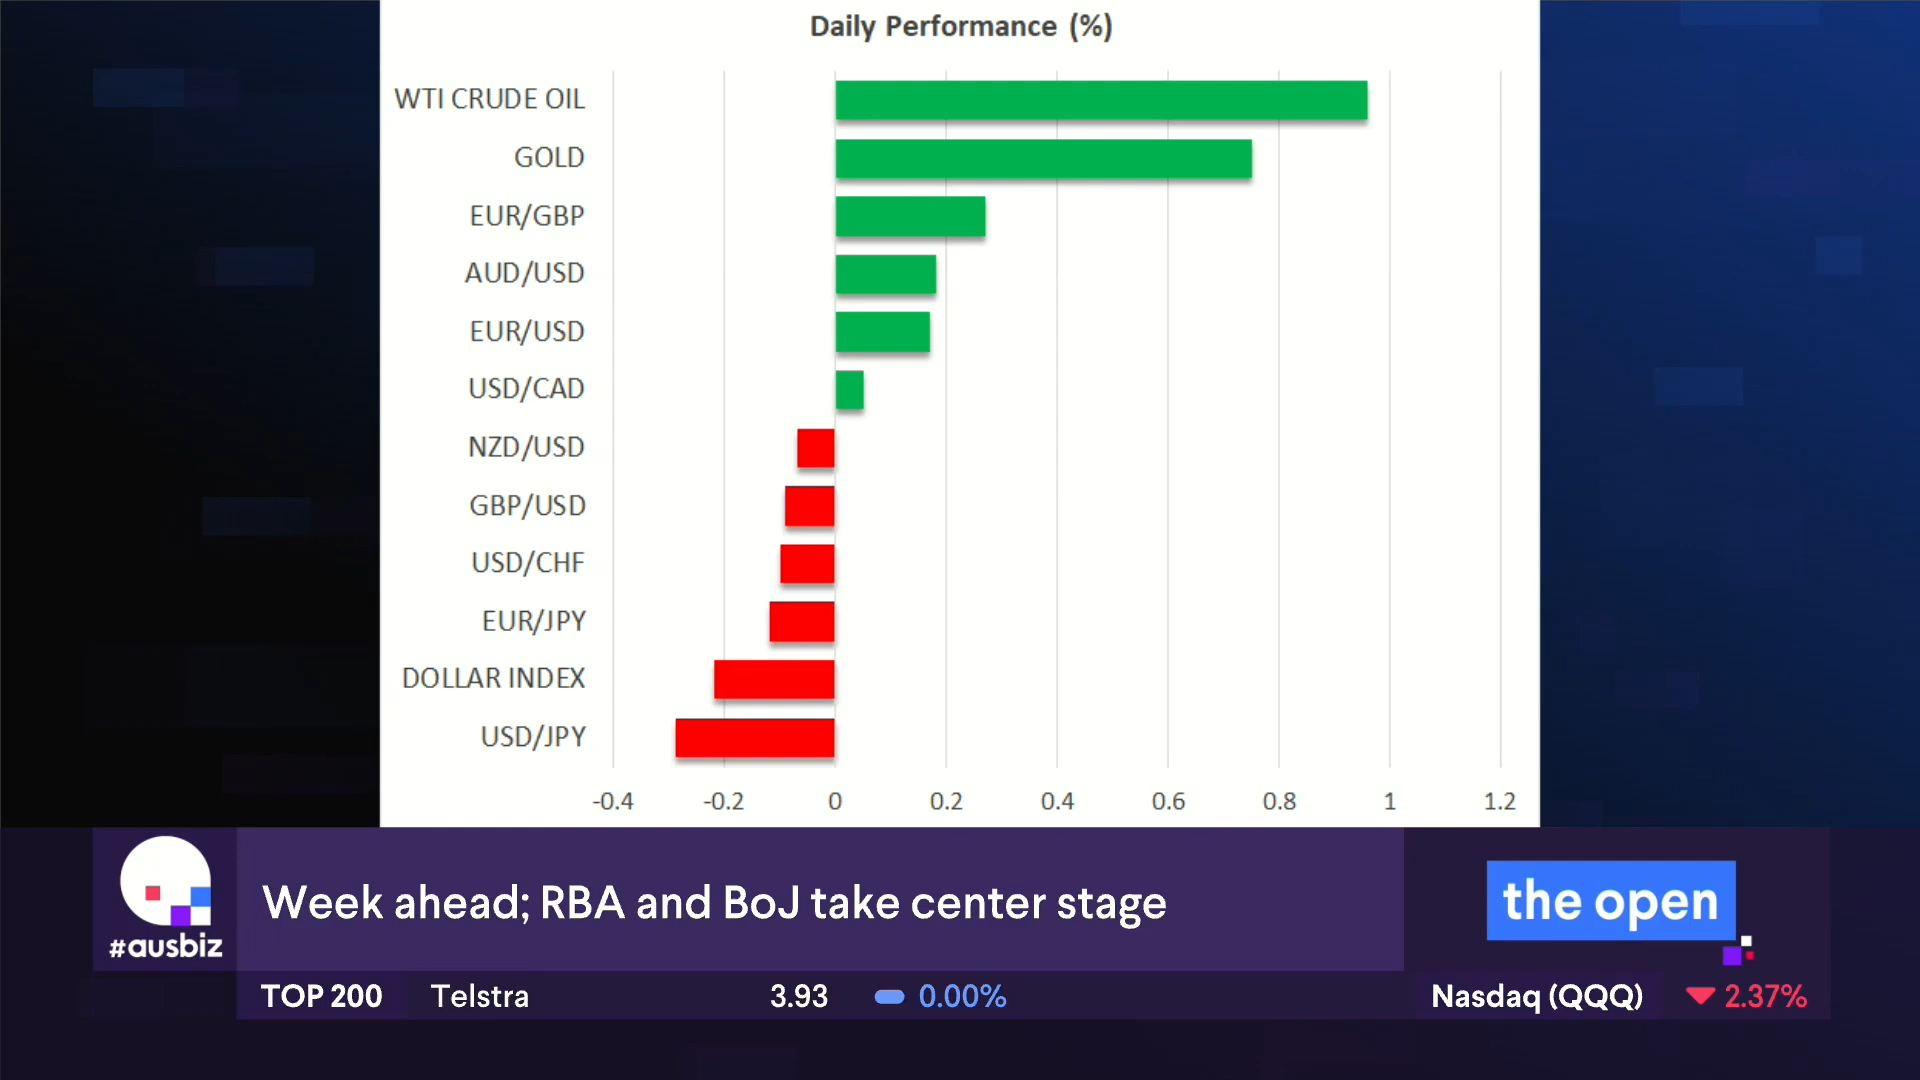 Daily Performance (%)
WTI CRUDE OIL
GOLD
EUR/GBP
AUD/USD
EUR/USD
USD/CAD
NZD/USD
GBP/USD
USD/CHF
EUR/JPY
DOLLAR INDEX
USD/JPY
-0.4 -0.2 0 0.2 0.4 0.6 0.8 1 1.2
#ausbiz
Week ahead; RBA and BoJ take center stage
the open
TOP 200 Telstra 3.93 0.00% Nasdaq (QQQ) 2.37%